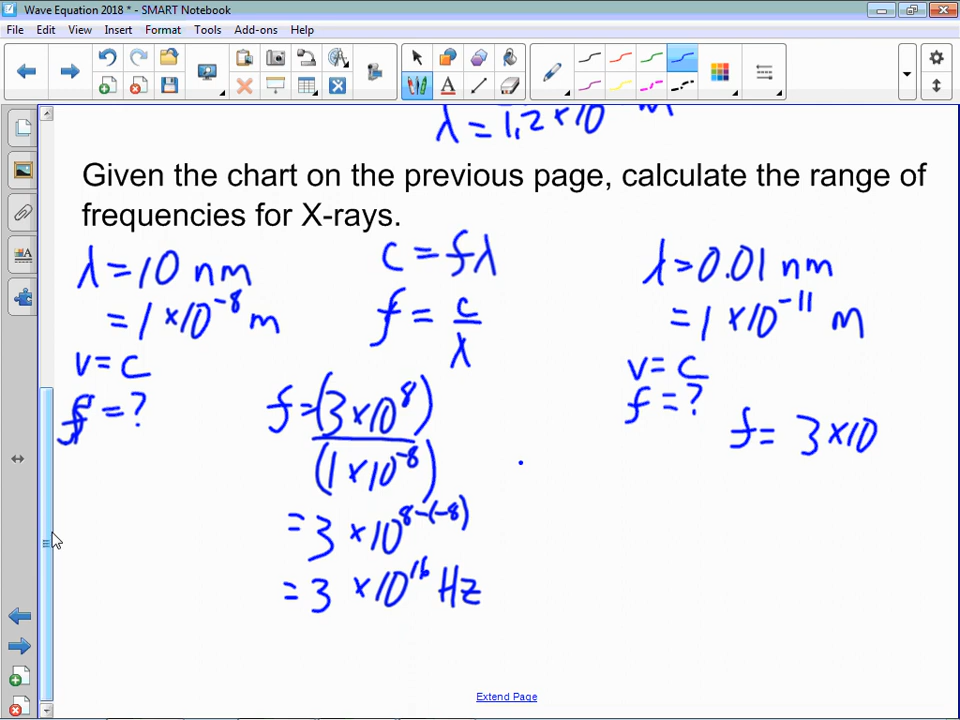 Wave Equation 2018 * - SMART Notebook
File Edit View Insert Format Tools Add-ons Help
λ = 1.2 × 10 m
Given the chart on the previous page, calculate the range of
frequencies for X-rays.
λ = 10 nm
= 1 × 10⁻⁸ m
v = c
f = ?
c = fλ
f = c/λ
f = (3 × 10⁸)
(1 × 10⁻⁸)
= 3 × 10⁸⁻⁽⁻⁸⁾
= 3 × 10¹⁶ Hz
λ = 0.01 nm
= 1 × 10⁻¹¹ m
v = c
f = ?
f = 3 × 10
Extend Page